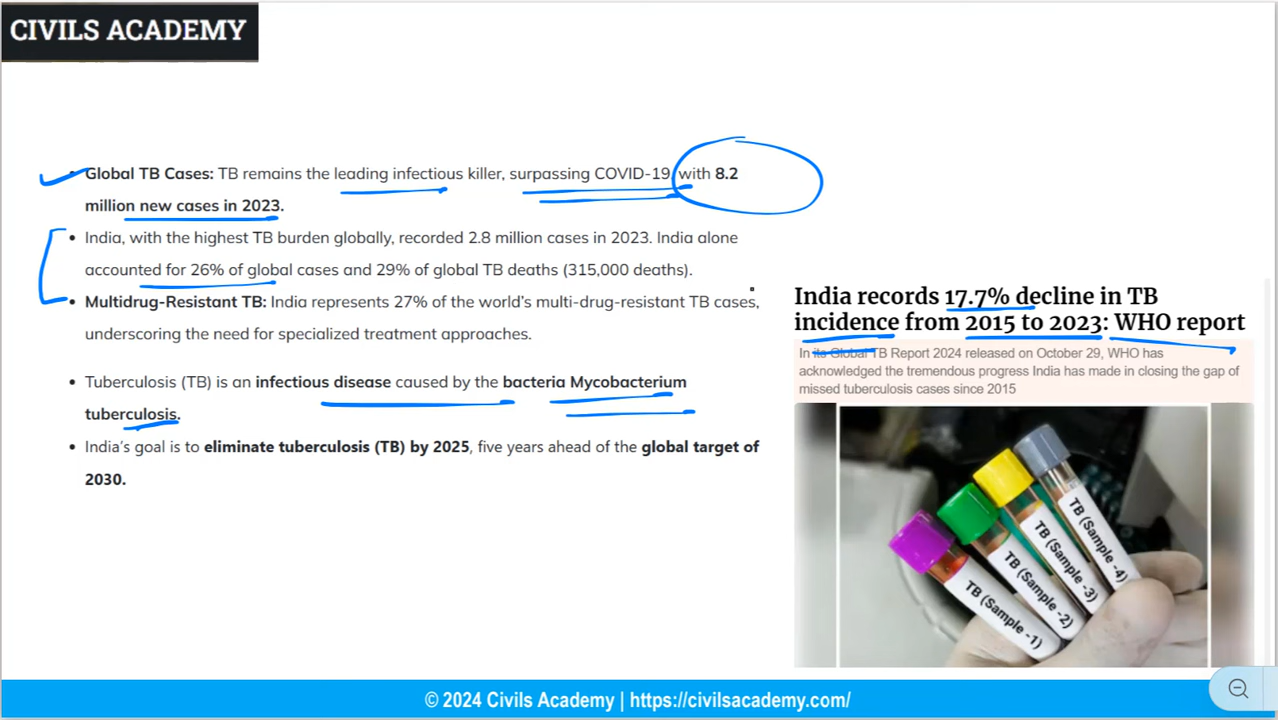 CIVILS ACADEMY
• Global TB Cases: TB remains the leading infectious killer, surpassing COVID-19, with 8.2
million new cases in 2023.
• India, with the highest TB burden globally, recorded 2.8 million cases in 2023. India alone
accounted for 26% of global cases and 29% of global TB deaths (315,000 deaths).
• Multidrug-Resistant TB: India represents 27% of the world's multi-drug-resistant TB cases,
underscoring the need for specialized treatment approaches.
• Tuberculosis (TB) is an infectious disease caused by the bacteria Mycobacterium
tuberculosis.
• India's goal is to eliminate tuberculosis (TB) by 2025, five years ahead of the global target of
2030.
India records 17.7% decline in TB
incidence from 2015 to 2023: WHO report
In its Global TB Report 2024 released on October 29, WHO has
acknowledged the tremendous progress India has made in closing the gap of
missed tuberculosis cases since 2015
TB (Sample -1)
TB (Sample -2)
TB (Sample -3)
TB (Sample -4)
© 2024 Civils Academy | https://civilsacademy.com/